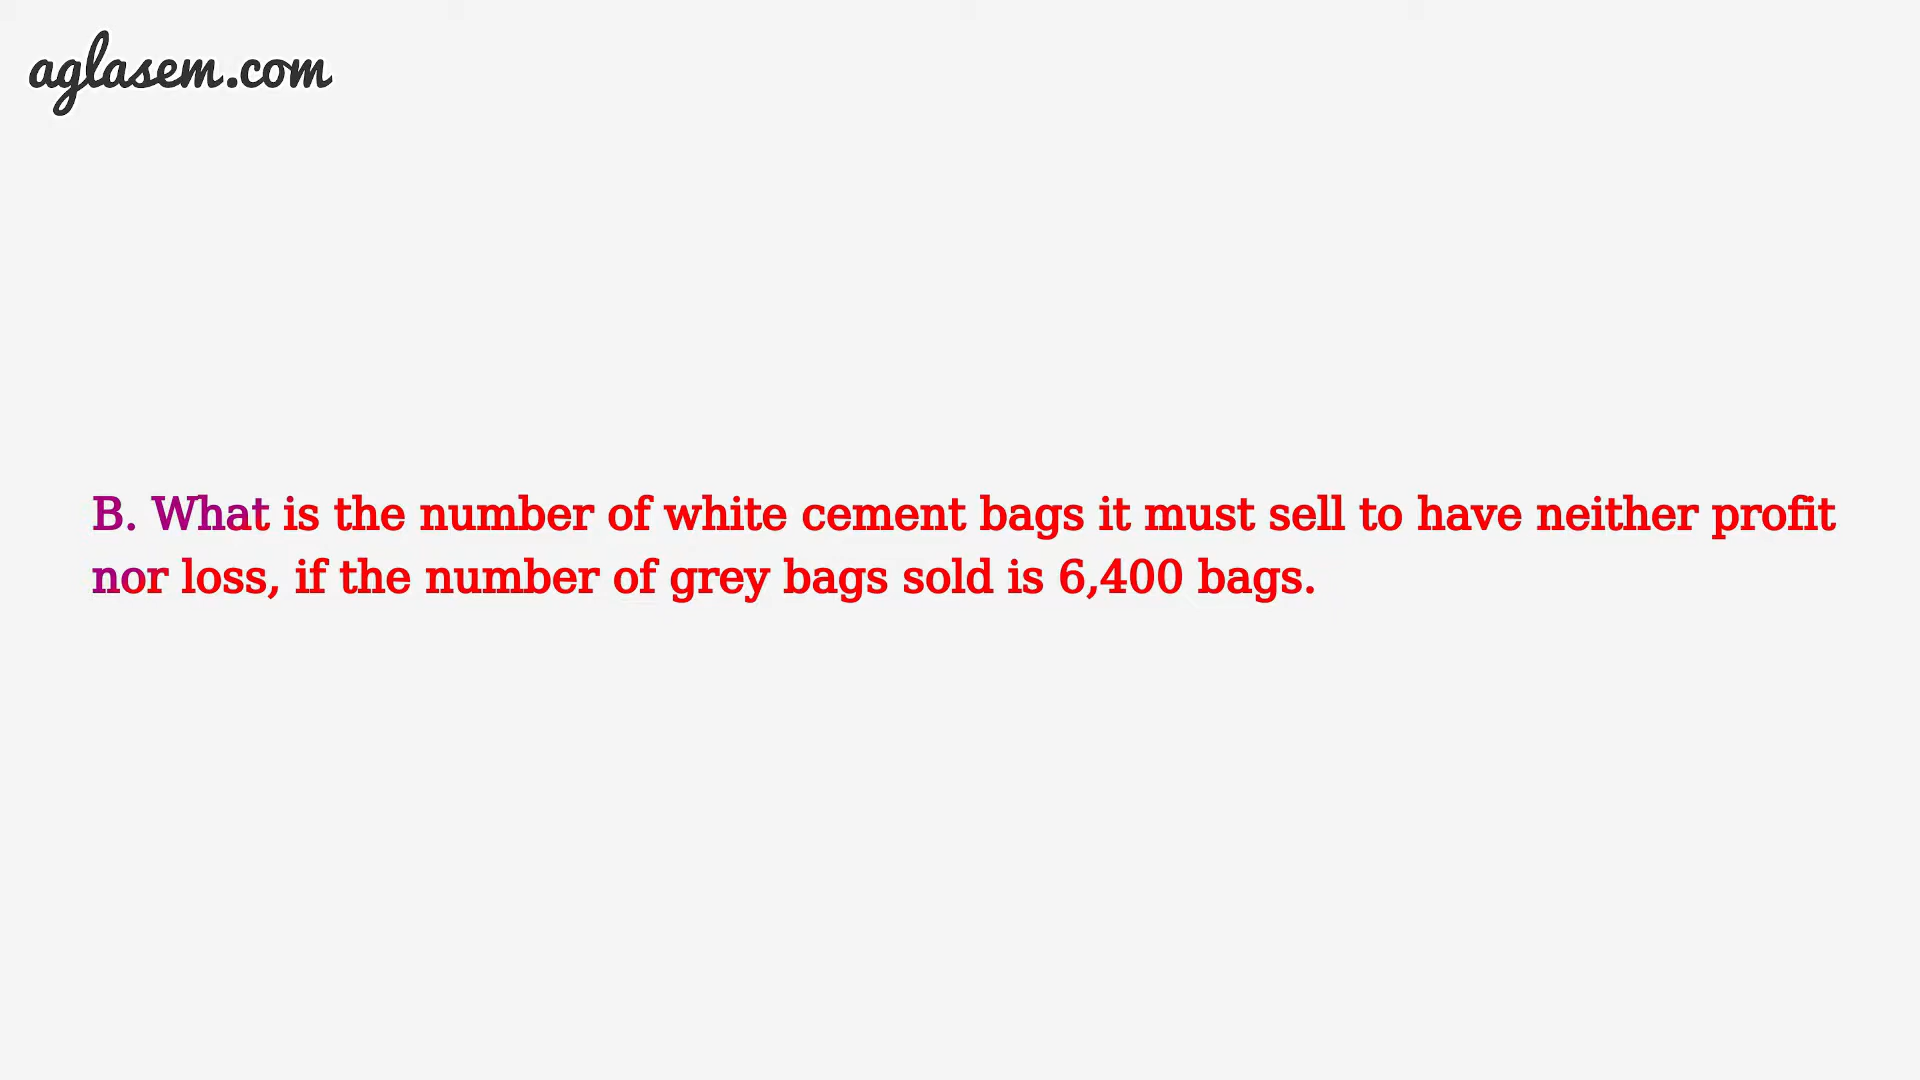 aglasem.com
B. What is the number of white cement bags it must sell to have neither profit
nor loss, if the number of grey bags sold is 6,400 bags.